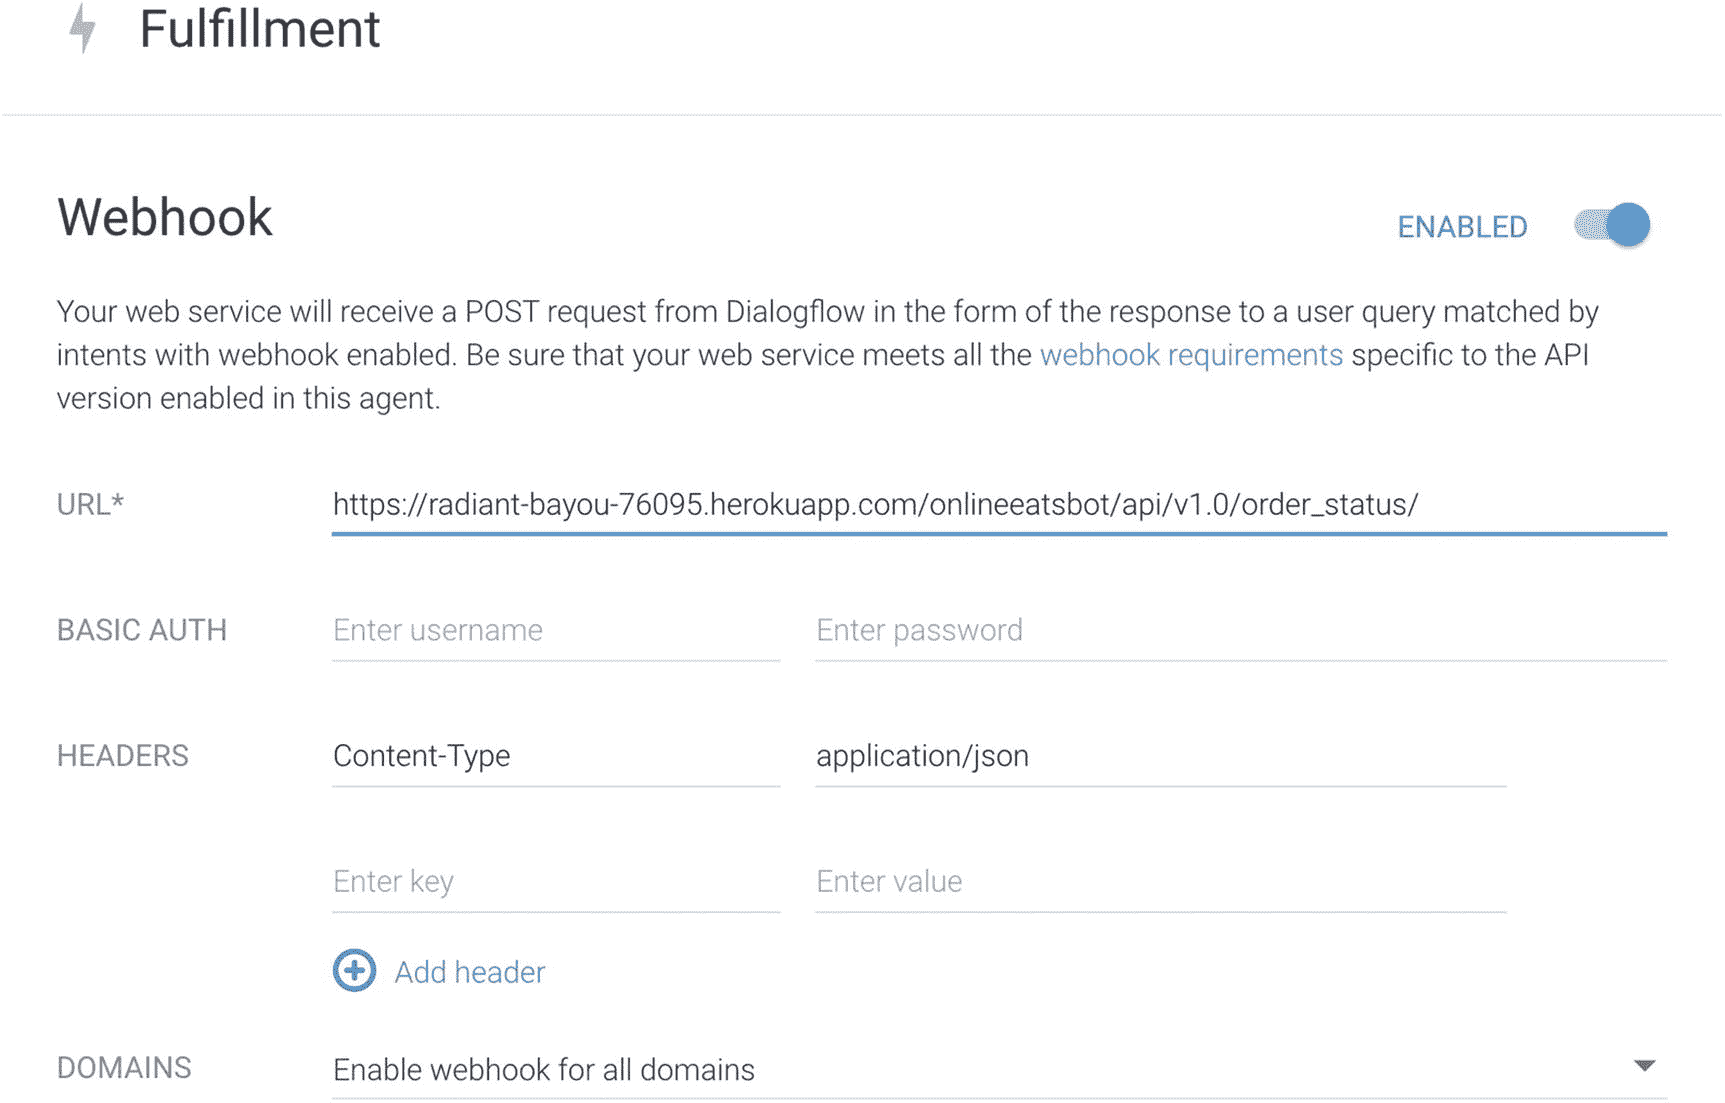 Fulfillment
Webhook
ENABLED
Your web service will receive a POST request from Dialogflow in the form of the response to a user query matched by
intents with webhook enabled. Be sure that your web service meets all the webhook requirements specific to the API
version enabled in this agent.
URL* https://radiant-bayou-76095.herokuapp.com/onlineeatsbot/api/v1.0/order_status/
BASIC AUTH Enter username Enter password
HEADERS Content-Type application/json
Enter key Enter value
Add header
DOMAINS Enable webhook for all domains